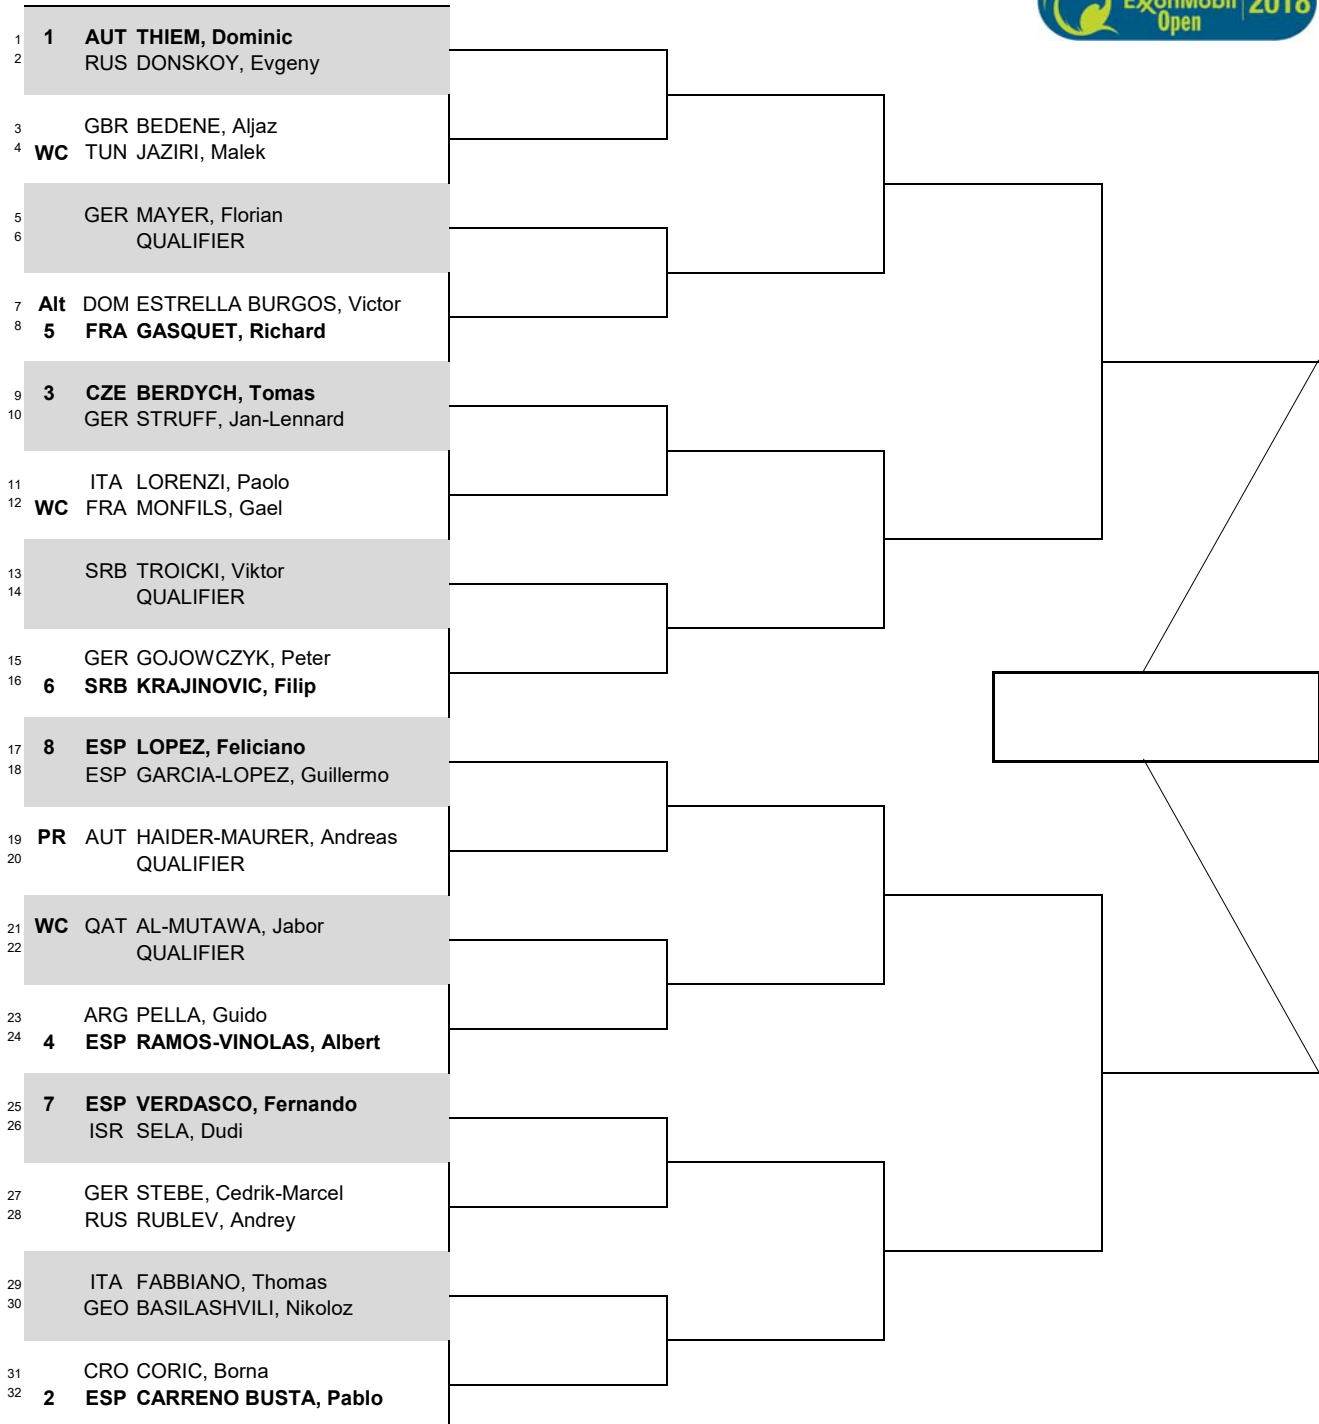 ExxonMobil 2018
Open
1 1 AUT THIEM, Dominic
2 RUS DONSKOY, Evgeny
3 GBR BEDENE, Aljaz
4 WC TUN JAZIRI, Malek
5 GER MAYER, Florian
6 QUALIFIER
7 Alt DOM ESTRELLA BURGOS, Victor
8 5 FRA GASQUET, Richard
9 3 CZE BERDYCH, Tomas
10 GER STRUFF, Jan-Lennard
11 ITA LORENZI, Paolo
12 WC FRA MONFILS, Gael
13 SRB TROICKI, Viktor
14 QUALIFIER
15 GER GOJOWCZYK, Peter
16 6 SRB KRAJINOVIC, Filip
17 8 ESP LOPEZ, Feliciano
18 ESP GARCIA-LOPEZ, Guillermo
19 PR AUT HAIDER-MAURER, Andreas
20 QUALIFIER
21 WC QAT AL-MUTAWA, Jabor
22 QUALIFIER
23 ARG PELLA, Guido
24 4 ESP RAMOS-VINOLAS, Albert
25 7 ESP VERDASCO, Fernando
26 ISR SELA, Dudi
27 GER STEBE, Cedrik-Marcel
28 RUS RUBLEV, Andrey
29 ITA FABBIANO, Thomas
30 GEO BASILASHVILI, Nikoloz
31 CRO CORIC, Borna
32 2 ESP CARRENO BUSTA, Pablo